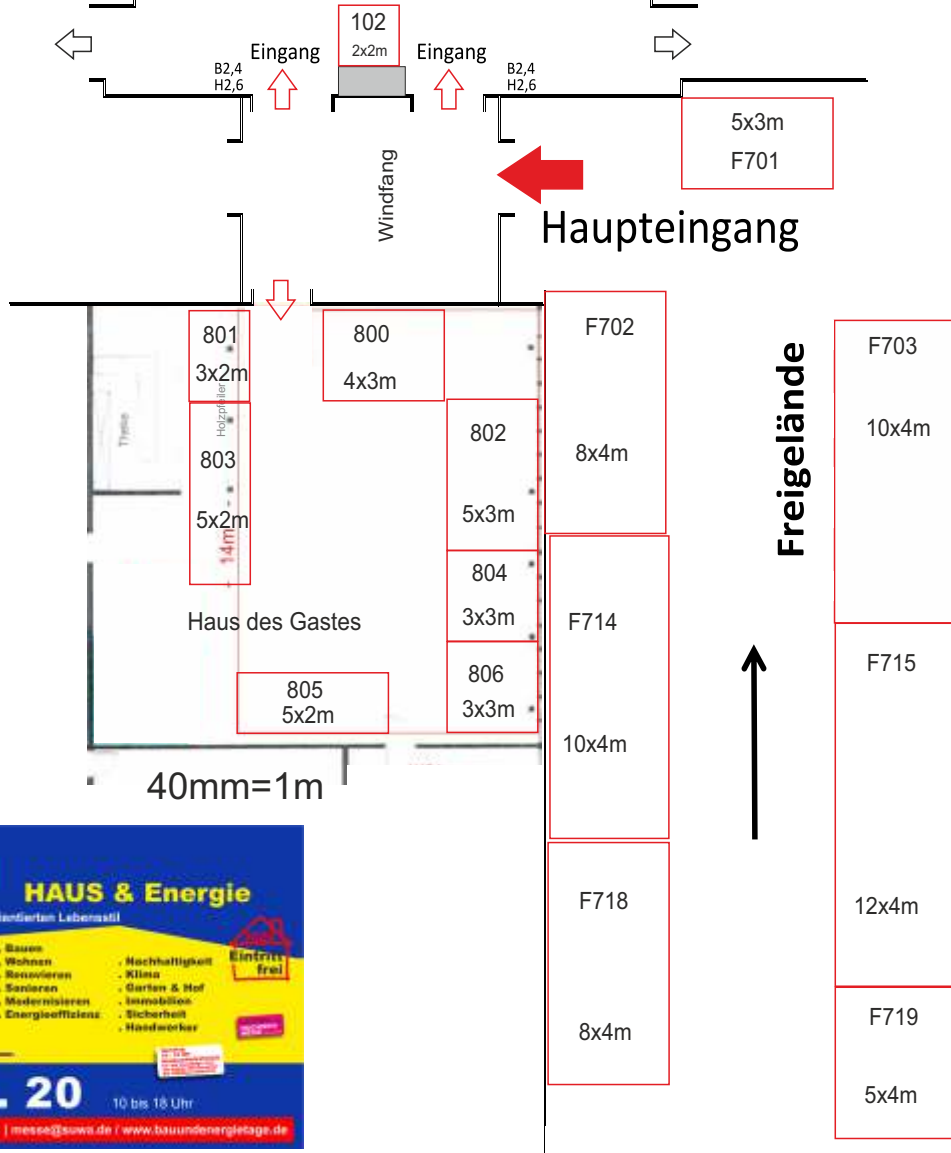 102
2x2m
Eingang
Eingang
B2,4
H2,6
B2,4
H2,6
5x3m
F701
Windfang
Haupteingang
801
3x2m
Holzpfeiler
800
4x3m
F702
8x4m
Freigelände
F703
10x4m
Theke
803
5x2m
14m
802
5x3m
804
3x3m
Haus des Gastes
F714
10x4m
806
3x3m
805
5x2m
F715
12x4m
40mm=1m
F718
8x4m
F719
5x4m
HAUS & Energie
ientierten Lebensstil
. Bauen
. Wohnen
. Renovieren
. Sanieren
. Modernisieren
. Energieeffizienz
. Nachhaltigkeit
. Klima
. Garten & Hof
. Immobilien
. Sicherheit
. Handwerker
Eintritt
frei
. 20
10 bis 18 Uhr
| messe@suwa.de / www.bauundenergietage.de